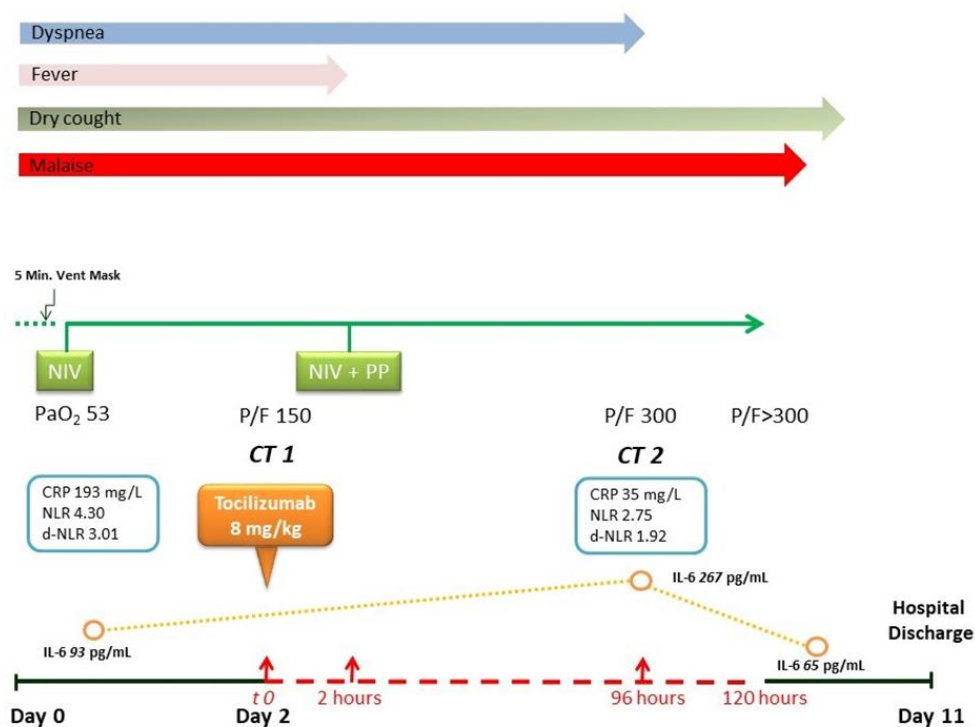 Dyspnea
Fever
Dry cought
Malaise
5 Min. Vent Mask
NIV
NIV + PP
PaO₂ 53
P/F 150
P/F 300
P/F>300
CT 1
CT 2
CRP 193 mg/L
NLR 4.30
d-NLR 3.01
Tocilizumab
8 mg/kg
CRP 35 mg/L
NLR 2.75
d-NLR 1.92
IL-6 93 pg/mL
IL-6 267 pg/mL
IL-6 65 pg/mL
Hospital
Discharge
t 0
2 hours
96 hours
120 hours
Day 0
Day 2
Day 11